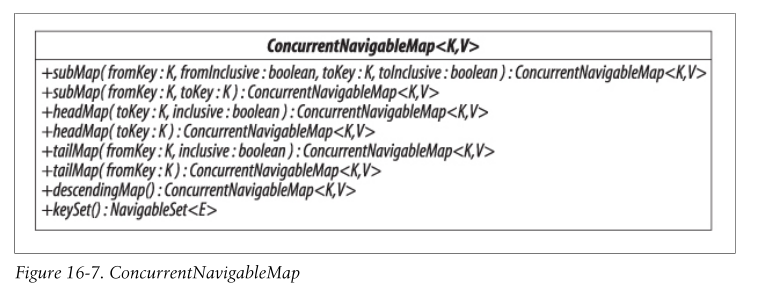 ConcurrentNavigableMap<K,V>
+subMap( fromKey : K, fromInclusive : boolean, toKey : K, toInclusive : boolean ) : ConcurrentNavigableMap<K,V>
+subMap( fromKey : K, toKey : K ) : ConcurrentNavigableMap<K,V>
+headMap( toKey : K, inclusive : boolean ) : ConcurrentNavigableMap<K,V>
+headMap( toKey : K ) : ConcurrentNavigableMap<K,V>
+tailMap( fromKey : K, inclusive : boolean ) : ConcurrentNavigableMap<K,V>
+tailMap( fromKey : K ) : ConcurrentNavigableMap<K,V>
+descendingMap() : ConcurrentNavigableMap<K,V>
+keySet() : NavigableSet<E>
Figure 16-7. ConcurrentNavigableMap